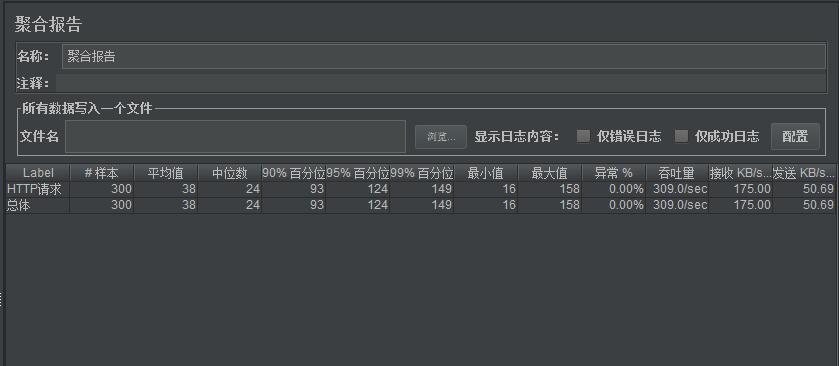 聚合报告
名称： 聚合报告
注释：
所有数据写入一个文件
文件名 浏览... 显示日志内容： 仅错误日志 仅成功日志 配置
Label # 样本 平均值 中位数 90% 百分位 95% 百分位 99% 百分位 最小值 最大值 异常 % 吞吐量 接收 KB/s... 发送 KB/s...
HTTP请求 300 38 24 93 124 149 16 158 0.00% 309.0/sec 175.00 50.69
总体 300 38 24 93 124 149 16 158 0.00% 309.0/sec 175.00 50.69